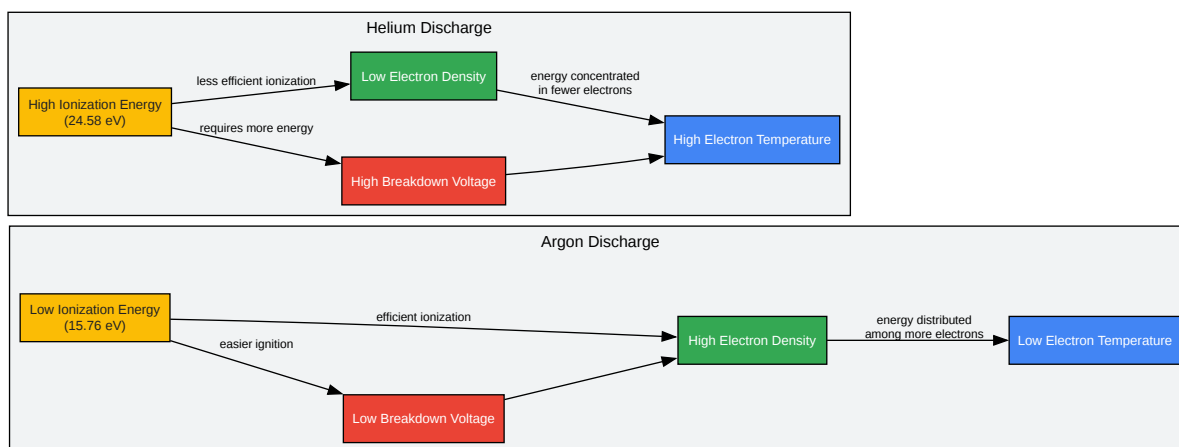 Helium Discharge
High Ionization Energy
(24.58 eV)
less efficient ionization
requires more energy
Low Electron Density
High Breakdown Voltage
energy concentrated
in fewer electrons
High Electron Temperature
Argon Discharge
Low Ionization Energy
(15.76 eV)
efficient ionization
easier ignition
Low Breakdown Voltage
High Electron Density
energy distributed
among more electrons
Low Electron Temperature